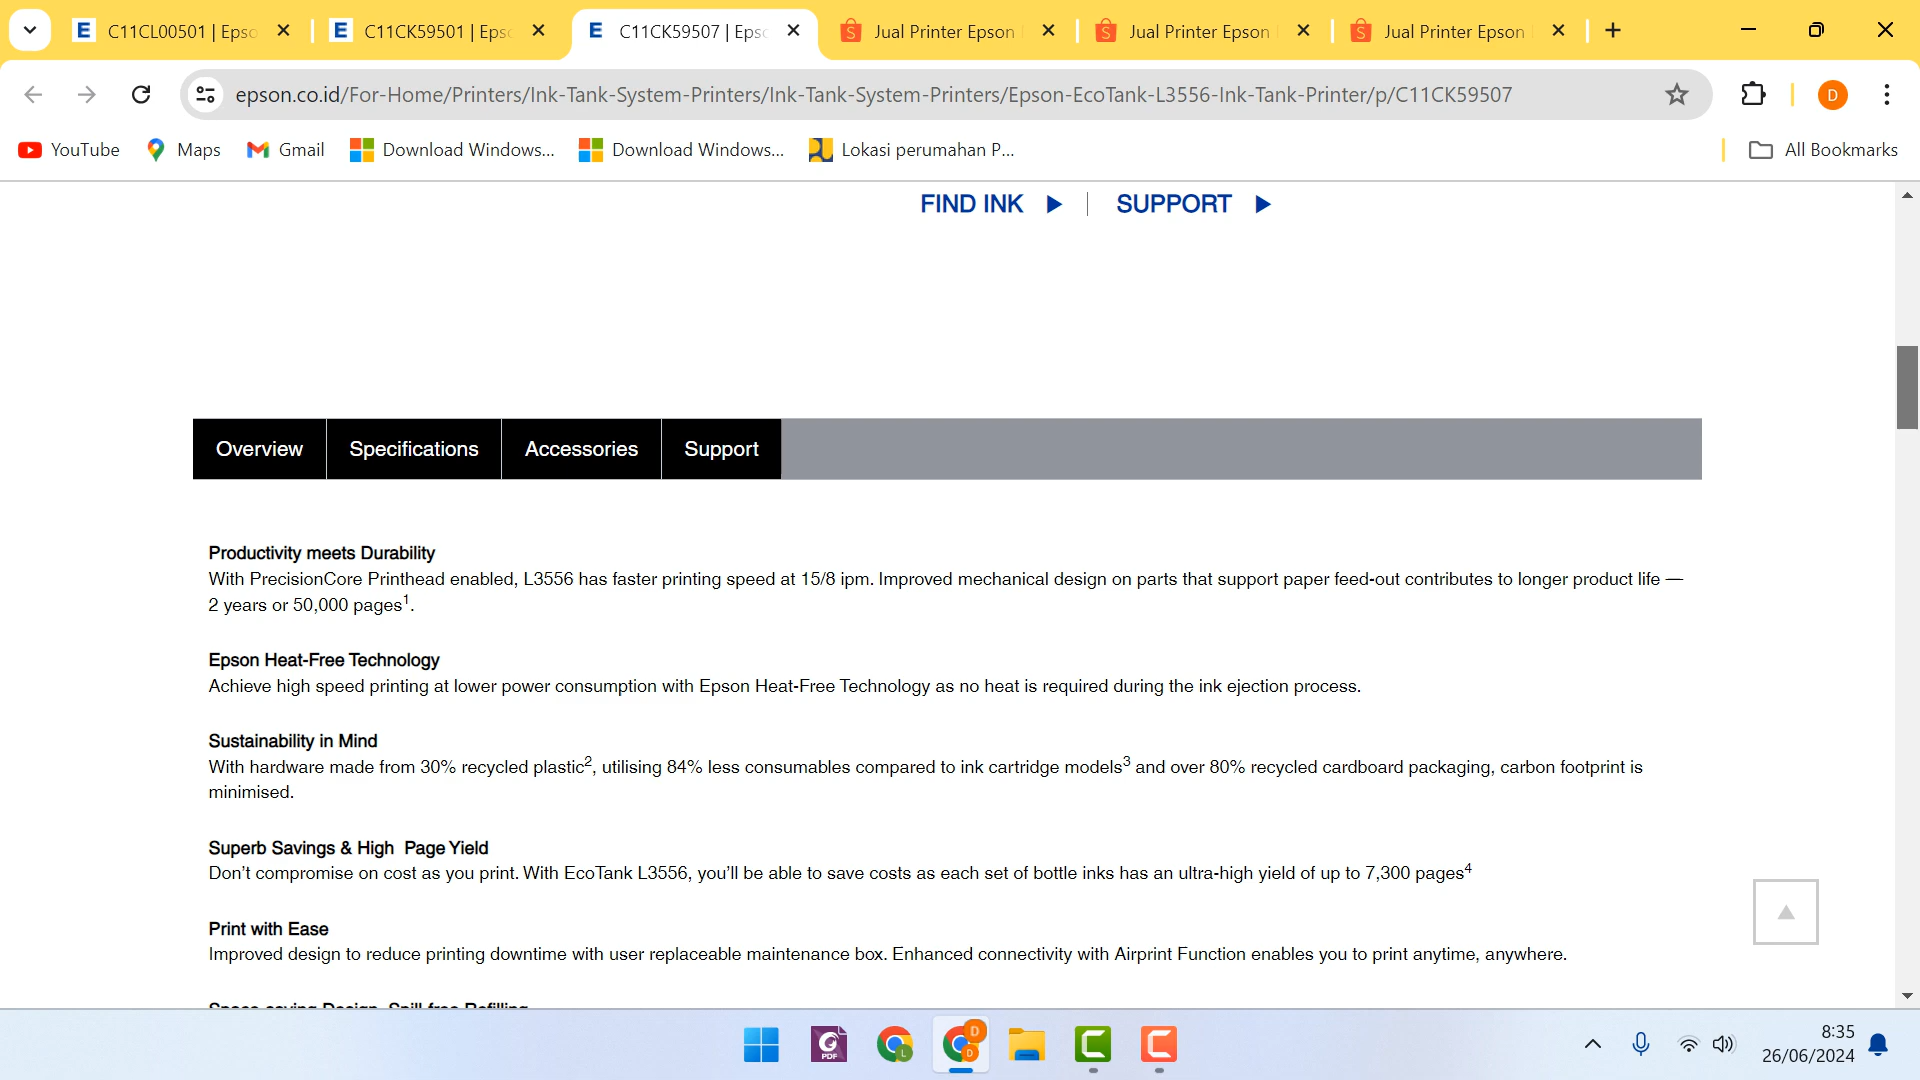 C11CL00501 | Epso
C11CK59501 | Epso
C11CK59507 | Epso
Jual Printer Epson
Jual Printer Epson
Jual Printer Epson
epson.co.id/For-Home/Printers/Ink-Tank-System-Printers/Ink-Tank-System-Printers/Epson-EcoTank-L3556-Ink-Tank-Printer/p/C11CK59507
D
YouTube
Maps
Gmail
Download Windows...
Download Windows...
Lokasi perumahan P...
All Bookmarks
FIND INK
SUPPORT
Overview
Specifications
Accessories
Support
Productivity meets Durability
With PrecisionCore Printhead enabled, L3556 has faster printing speed at 15/8 ipm. Improved mechanical design on parts that support paper feed-out contributes to longer product life —
2 years or 50,000 pages1.
Epson Heat-Free Technology
Achieve high speed printing at lower power consumption with Epson Heat-Free Technology as no heat is required during the ink ejection process.
Sustainability in Mind
With hardware made from 30% recycled plastic2, utilising 84% less consumables compared to ink cartridge models3 and over 80% recycled cardboard packaging, carbon footprint is
minimised.
Superb Savings & High Page Yield
Don't compromise on cost as you print. With EcoTank L3556, you'll be able to save costs as each set of bottle inks has an ultra-high yield of up to 7,300 pages4
Print with Ease
Improved design to reduce printing downtime with user replaceable maintenance box. Enhanced connectivity with Airprint Function enables you to print anytime, anywhere.
Space-saving Design, Spill-free Refilling
8:35
26/06/2024